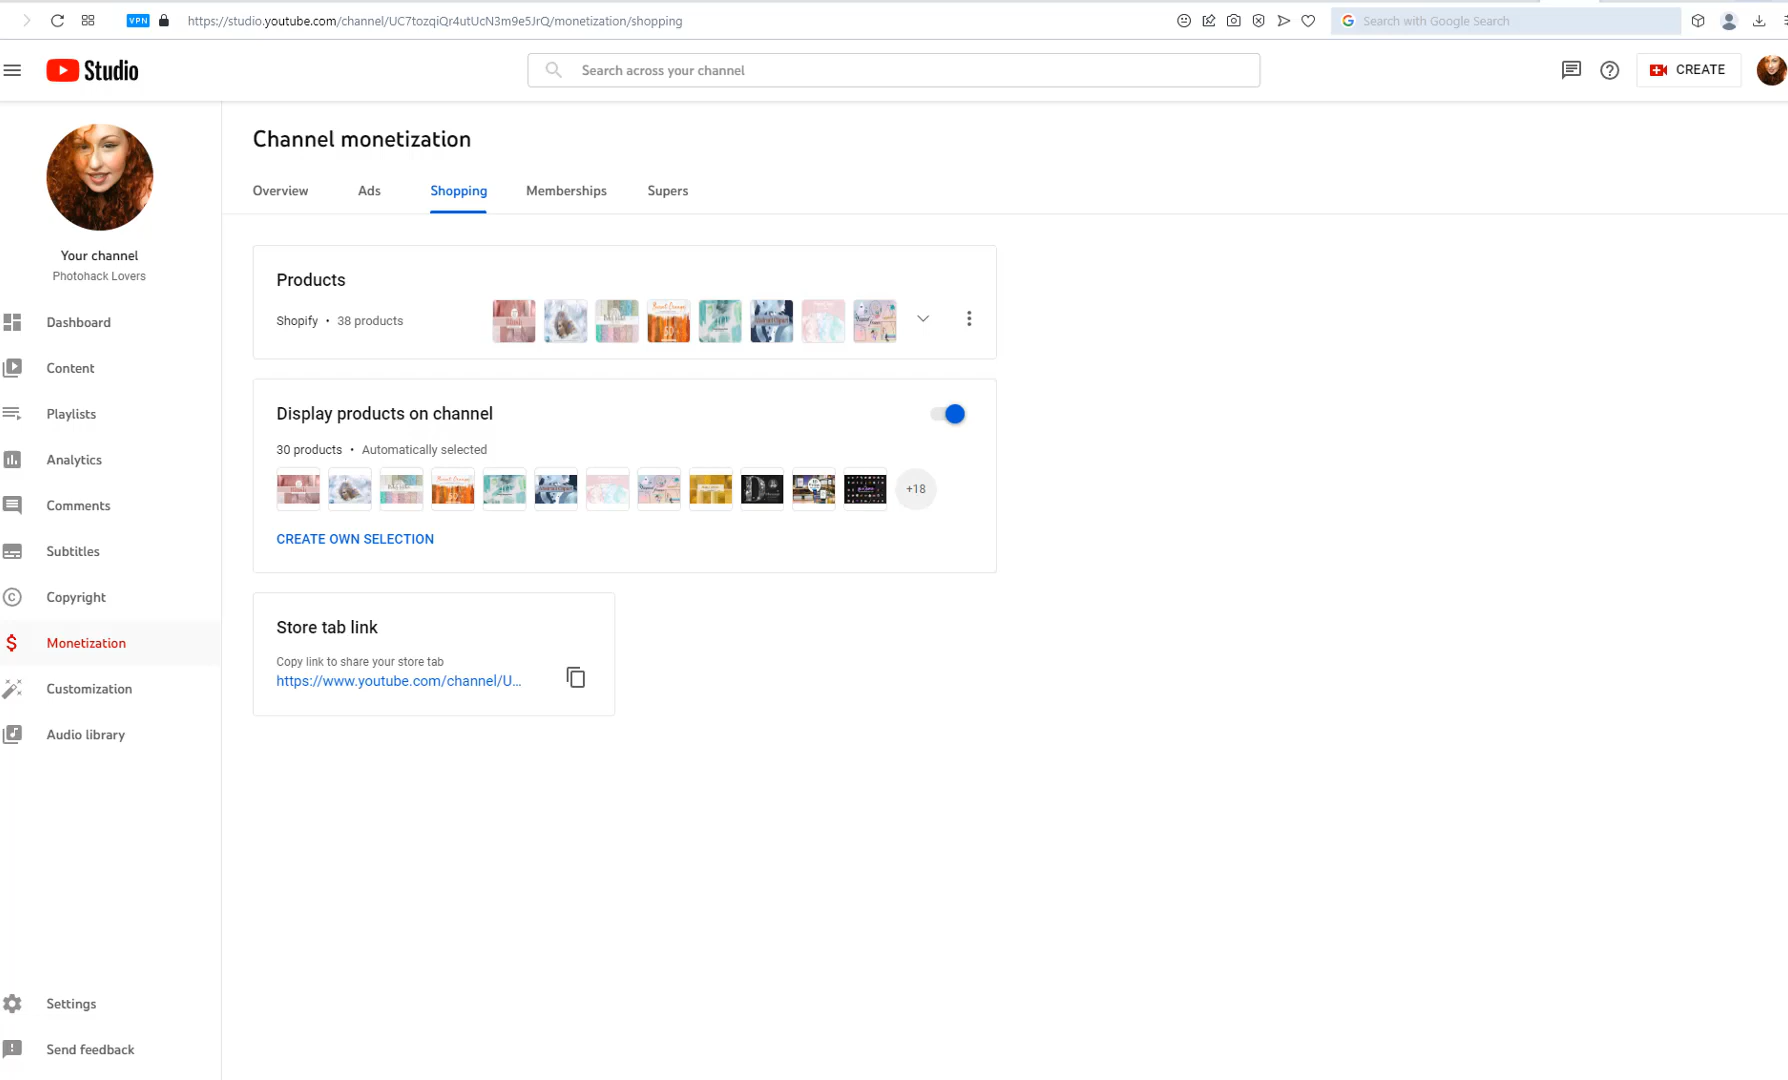 VPN
https://studio.youtube.com/channel/UC7tozqiQr4utUcN3m9e5JrQ/monetization/shopping
Search with Google Search
Studio
Search across your channel
CREATE
Your channel
Photohack Lovers
Dashboard
Content
Playlists
Analytics
Comments
Subtitles
Copyright
Monetization
Customization
Audio library
Settings
Send feedback
Channel monetization
Overview
Ads
Shopping
Memberships
Supers
Products
Shopify • 38 products
Display products on channel
30 products • Automatically selected
+18
CREATE OWN SELECTION
Store tab link
Copy link to share your store tab
https://www.youtube.com/channel/U...